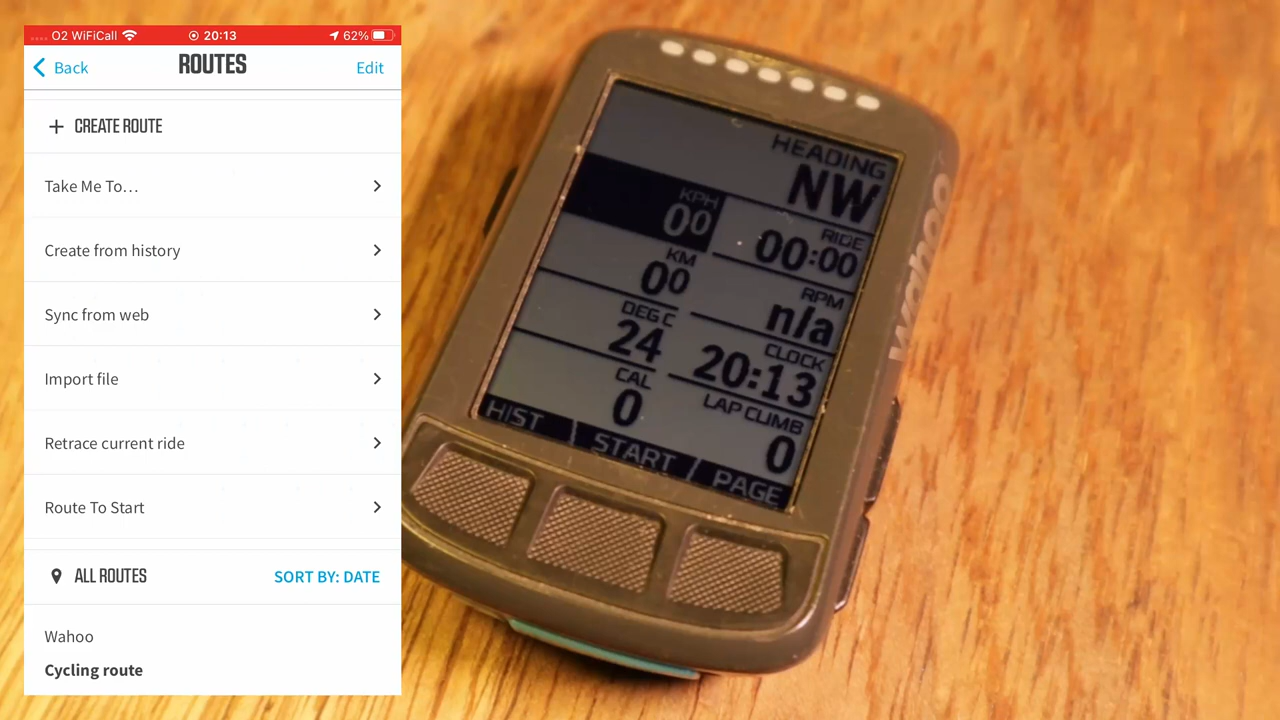 O2 WiFiCall 20:13 62%
Back ROUTES Edit
CREATE ROUTE
Take Me To…
Create from history
Sync from web
Import file
Retrace current ride
Route To Start
ALL ROUTES SORT BY: DATE
Wahoo
Cycling route
HEADING
NW
KPH
00
RIDE
00:00
KM
00
RPM
n/a
DEG C
24
CLOCK
20:13
CAL
0
LAP CLIMB
0
HIST START PAGE
wahoo